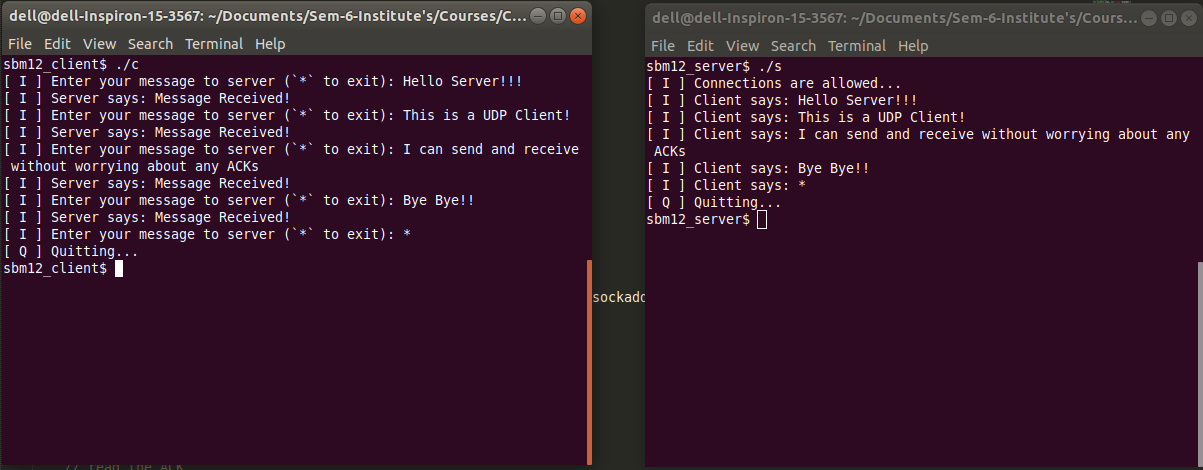 dell@dell-Inspiron-15-3567: ~/Documents/Sem-6-Institute's/Courses/C...
File Edit View Search Terminal Help
sbm12_client$ ./c
[ I ] Enter your message to server (`*` to exit): Hello Server!!!
[ I ] Server says: Message Received!
[ I ] Enter your message to server (`*` to exit): This is a UDP Client!
[ I ] Server says: Message Received!
[ I ] Enter your message to server (`*` to exit): I can send and receive
without worrying about any ACKs
[ I ] Server says: Message Received!
[ I ] Enter your message to server (`*` to exit): Bye Bye!!
[ I ] Server says: Message Received!
[ I ] Enter your message to server (`*` to exit): *
[ Q ] Quitting...
sbm12_client$
sockadd
// read the ACK
dell@dell-Inspiron-15-3567: ~/Documents/Sem-6-Institute's/Cours...
File Edit View Search Terminal Help
sbm12_server$ ./s
[ I ] Connections are allowed...
[ I ] Client says: Hello Server!!!
[ I ] Client says: This is a UDP Client!
[ I ] Client says: I can send and receive without worrying about any
ACKs
[ I ] Client says: Bye Bye!!
[ I ] Client says: *
[ Q ] Quitting...
sbm12_server$